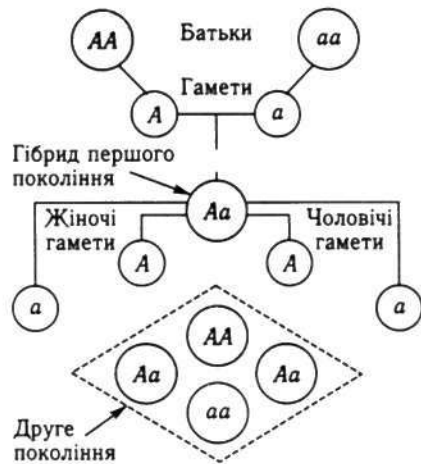 AA Батьки aa
Гамети
A a
Гібрид першого
покоління
Aa
Жіночі Чоловічі
гамети гамети
A A
a a
AA
Aa Aa
aa
Друге
покоління